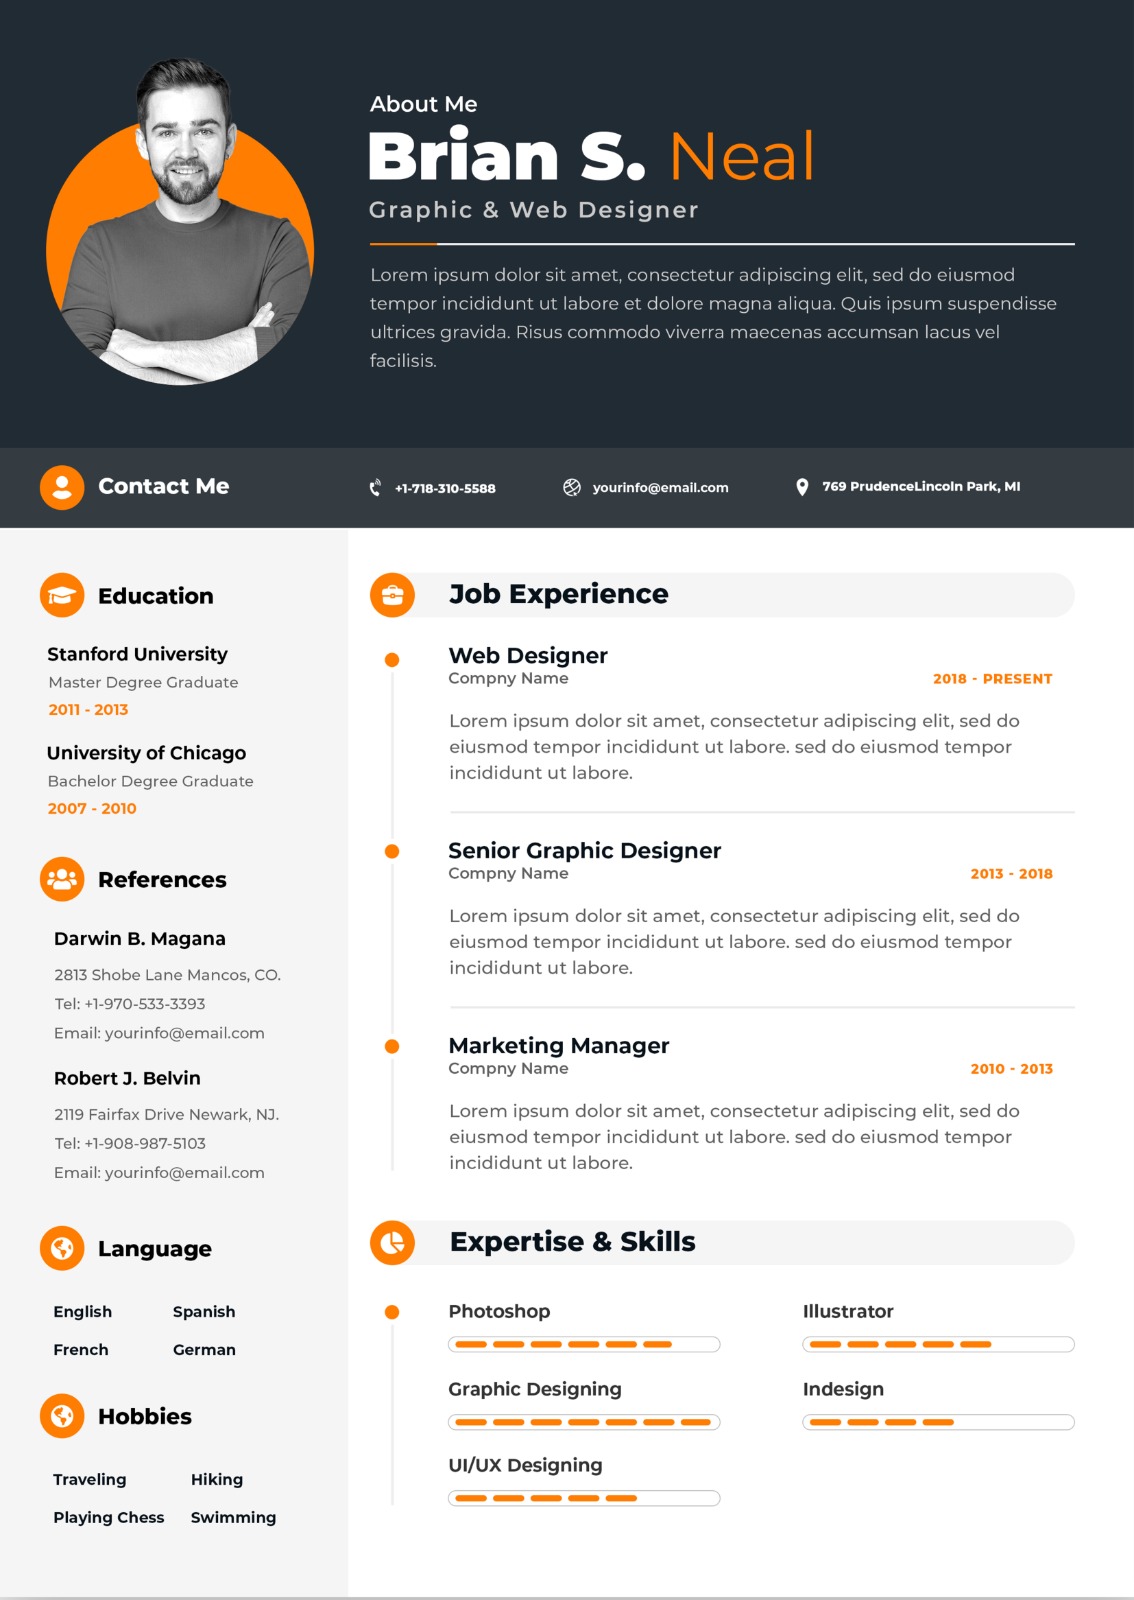 About Me
Brian S. Neal
Graphic & Web Designer
Lorem ipsum dolor sit amet, consectetur adipiscing elit, sed do eiusmod
tempor incididunt ut labore et dolore magna aliqua. Quis ipsum suspendisse
ultrices gravida. Risus commodo viverra maecenas accumsan lacus vel
facilisis.
Contact Me
+1-718-310-5588
yourinfo@email.com
769 PrudenceLincoln Park, MI
Education
Stanford University
Master Degree Graduate
2011 - 2013
University of Chicago
Bachelor Degree Graduate
2007 - 2010
References
Darwin B. Magana
2813 Shobe Lane Mancos, CO.
Tel: +1-970-533-3393
Email: yourinfo@email.com
Robert J. Belvin
2119 Fairfax Drive Newark, NJ.
Tel: +1-908-987-5103
Email: yourinfo@email.com
Language
English Spanish
French German
Hobbies
Traveling Hiking
Playing Chess Swimming
Job Experience
Web Designer
Compny Name
2018 - PRESENT
Lorem ipsum dolor sit amet, consectetur adipiscing elit, sed do
eiusmod tempor incididunt ut labore. sed do eiusmod tempor
incididunt ut labore.
Senior Graphic Designer
Compny Name
2013 - 2018
Lorem ipsum dolor sit amet, consectetur adipiscing elit, sed do
eiusmod tempor incididunt ut labore. sed do eiusmod tempor
incididunt ut labore.
Marketing Manager
Compny Name
2010 - 2013
Lorem ipsum dolor sit amet, consectetur adipiscing elit, sed do
eiusmod tempor incididunt ut labore. sed do eiusmod tempor
incididunt ut labore.
Expertise & Skills
Photoshop
Illustrator
Graphic Designing
Indesign
UI/UX Designing